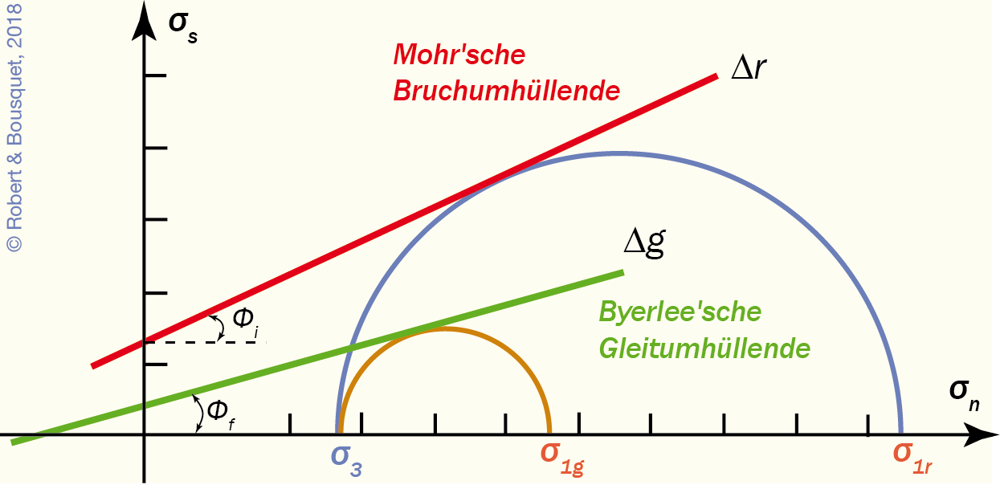 © Robert & Bousquet, 2018
σs
Mohr'sche
Bruchumhüllende
Δr
Δg
Φi
Byerlee'sche
Gleitumhüllende
Φf
σn
σ3
σ1g
σ1r